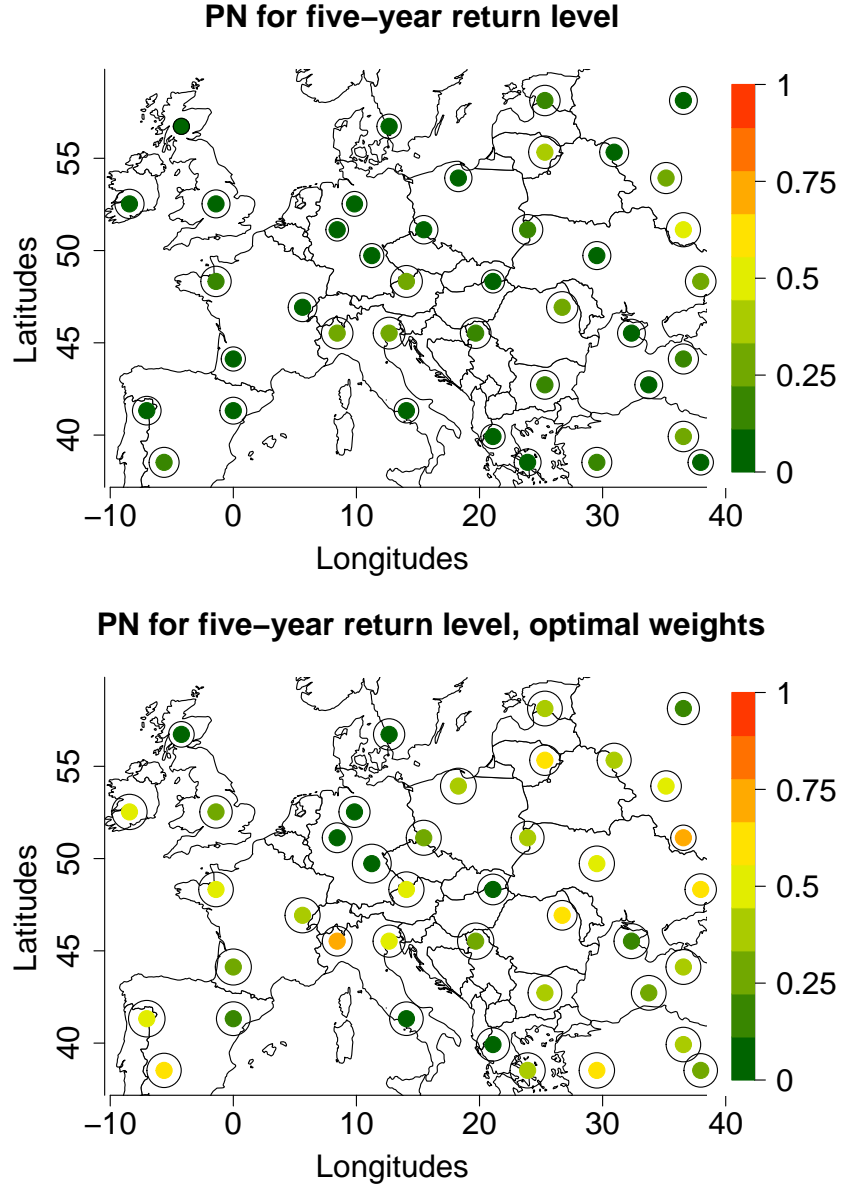 PN for five−year return level
55
50
45
40
Latitudes
−10 0 10 20 30 40
Longitudes
1
0.75
0.5
0.25
0
PN for five−year return level, optimal weights
55
50
45
40
Latitudes
−10 0 10 20 30 40
Longitudes
1
0.75
0.5
0.25
0